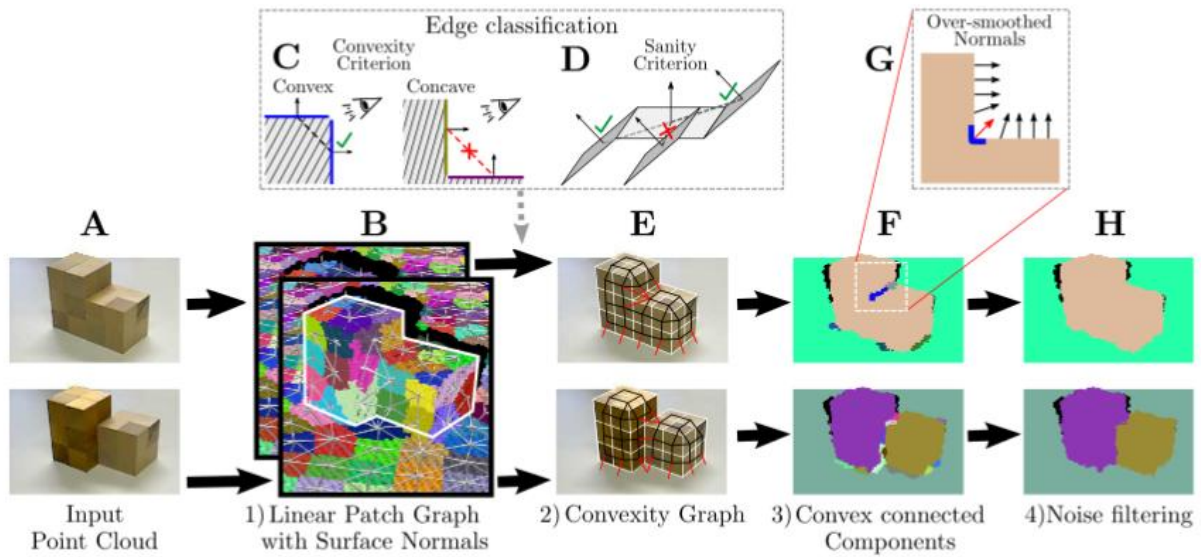 Edge classification
C
Convexity
Criterion
Convex
Concave
D
Sanity
Criterion
G
Over-smoothed
Normals
A
B
E
F
H
Input
Point Cloud
1) Linear Patch Graph
with Surface Normals
2) Convexity Graph
3) Convex connected
Components
4) Noise filtering